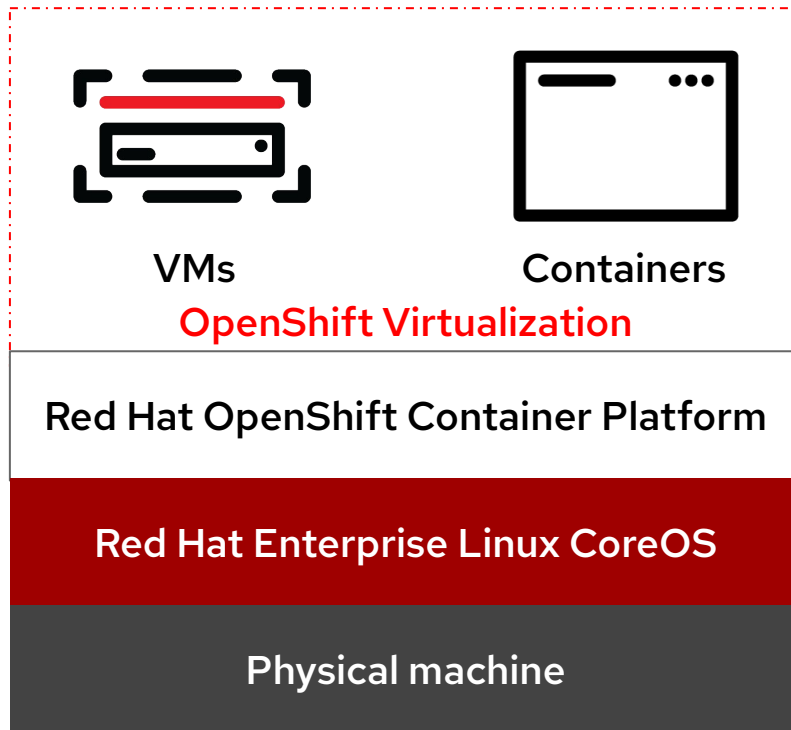 VMs
Containers
OpenShift Virtualization
Red Hat OpenShift Container Platform
Red Hat Enterprise Linux CoreOS
Physical machine